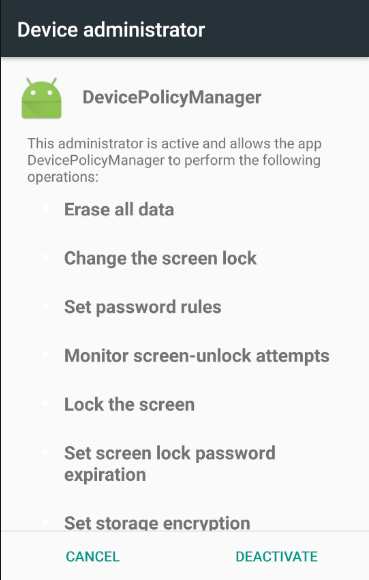 Device administrator
DevicePolicyManager
This administrator is active and allows the app
DevicePolicyManager to perform the following
operations:
Erase all data
Change the screen lock
Set password rules
Monitor screen-unlock attempts
Lock the screen
Set screen lock password
expiration
Set storage encryption
CANCEL DEACTIVATE